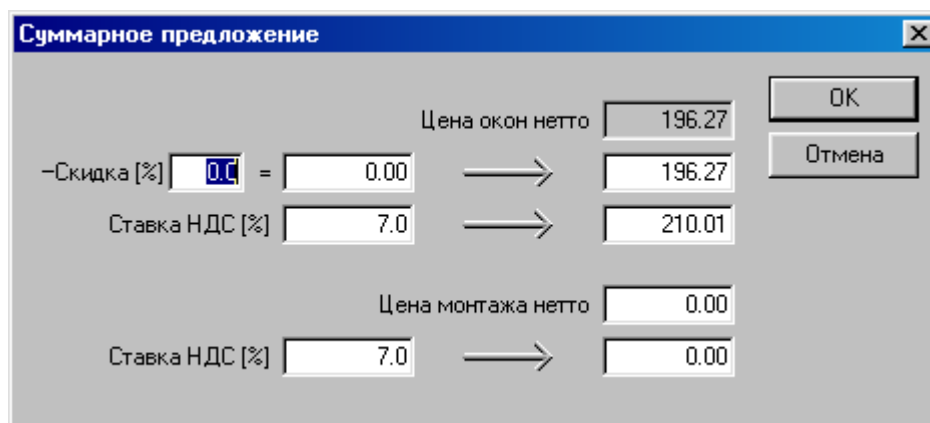 Суммарное предложение
Цена окон нетто 196.27 OK
-Скидка [%] 0.0 = 0.00 196.27 Отмена
Ставка НДС [%] 7.0 210.01
Цена монтажа нетто 0.00
Ставка НДС [%] 7.0 0.00